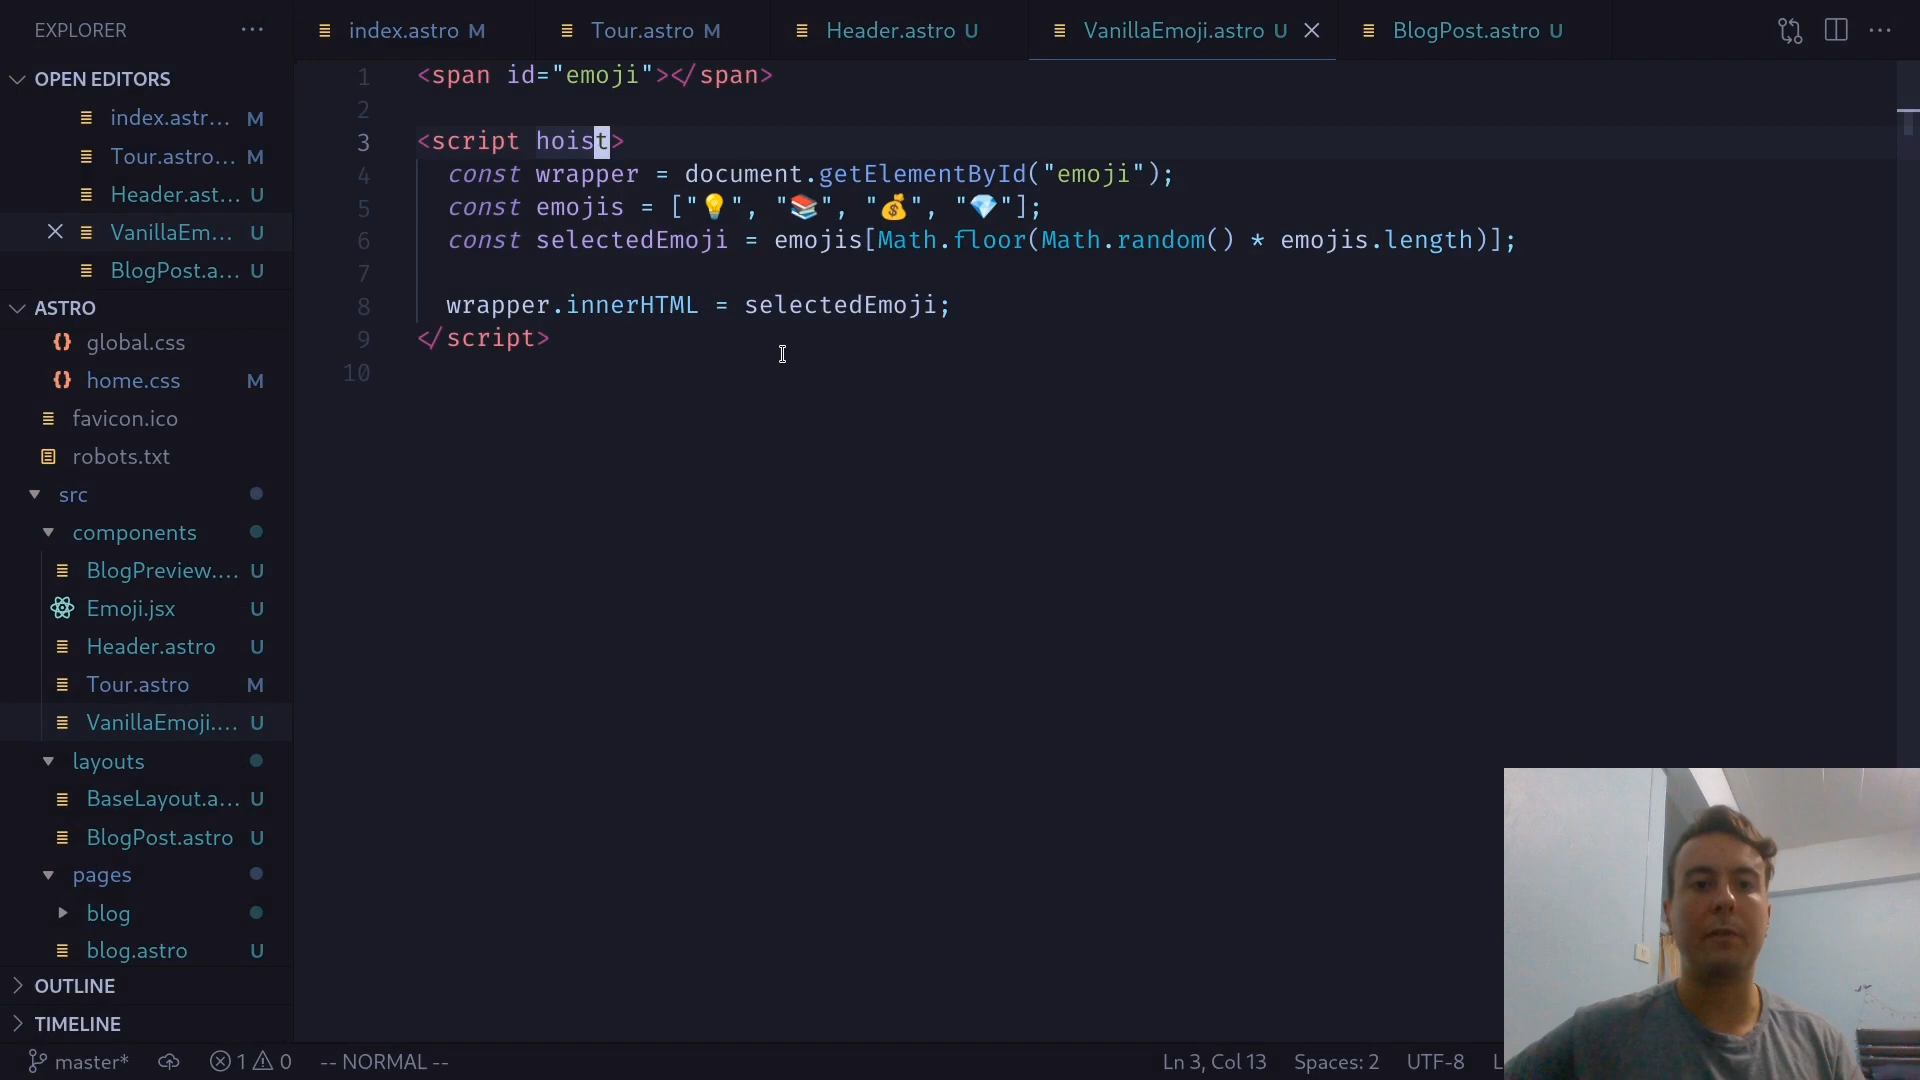 EXPLORER
OPEN EDITORS
index.astr... M
Tour.astro... M
Header.ast... U
VanillaEm... U
BlogPost.a... U
ASTRO
global.css
home.css M
favicon.ico
robots.txt
src
components
BlogPreview.... U
Emoji.jsx U
Header.astro U
Tour.astro M
VanillaEmoji.... U
layouts
BaseLayout.a... U
BlogPost.astro U
pages
blog
blog.astro U
OUTLINE
TIMELINE
index.astro M Tour.astro M Header.astro U VanillaEmoji.astro U BlogPost.astro U
1 <span id="emoji"></span>
2
3 <script hoist>
4 const wrapper = document.getElementById("emoji");
5 const emojis = ["💡", "📚", "💰", "💎"];
6 const selectedEmoji = emojis[Math.floor(Math.random() * emojis.length)];
7
8 wrapper.innerHTML = selectedEmoji;
9 </script>
10
master* 1 0 -- NORMAL -- Ln 3, Col 13 Spaces: 2 UTF-8 L